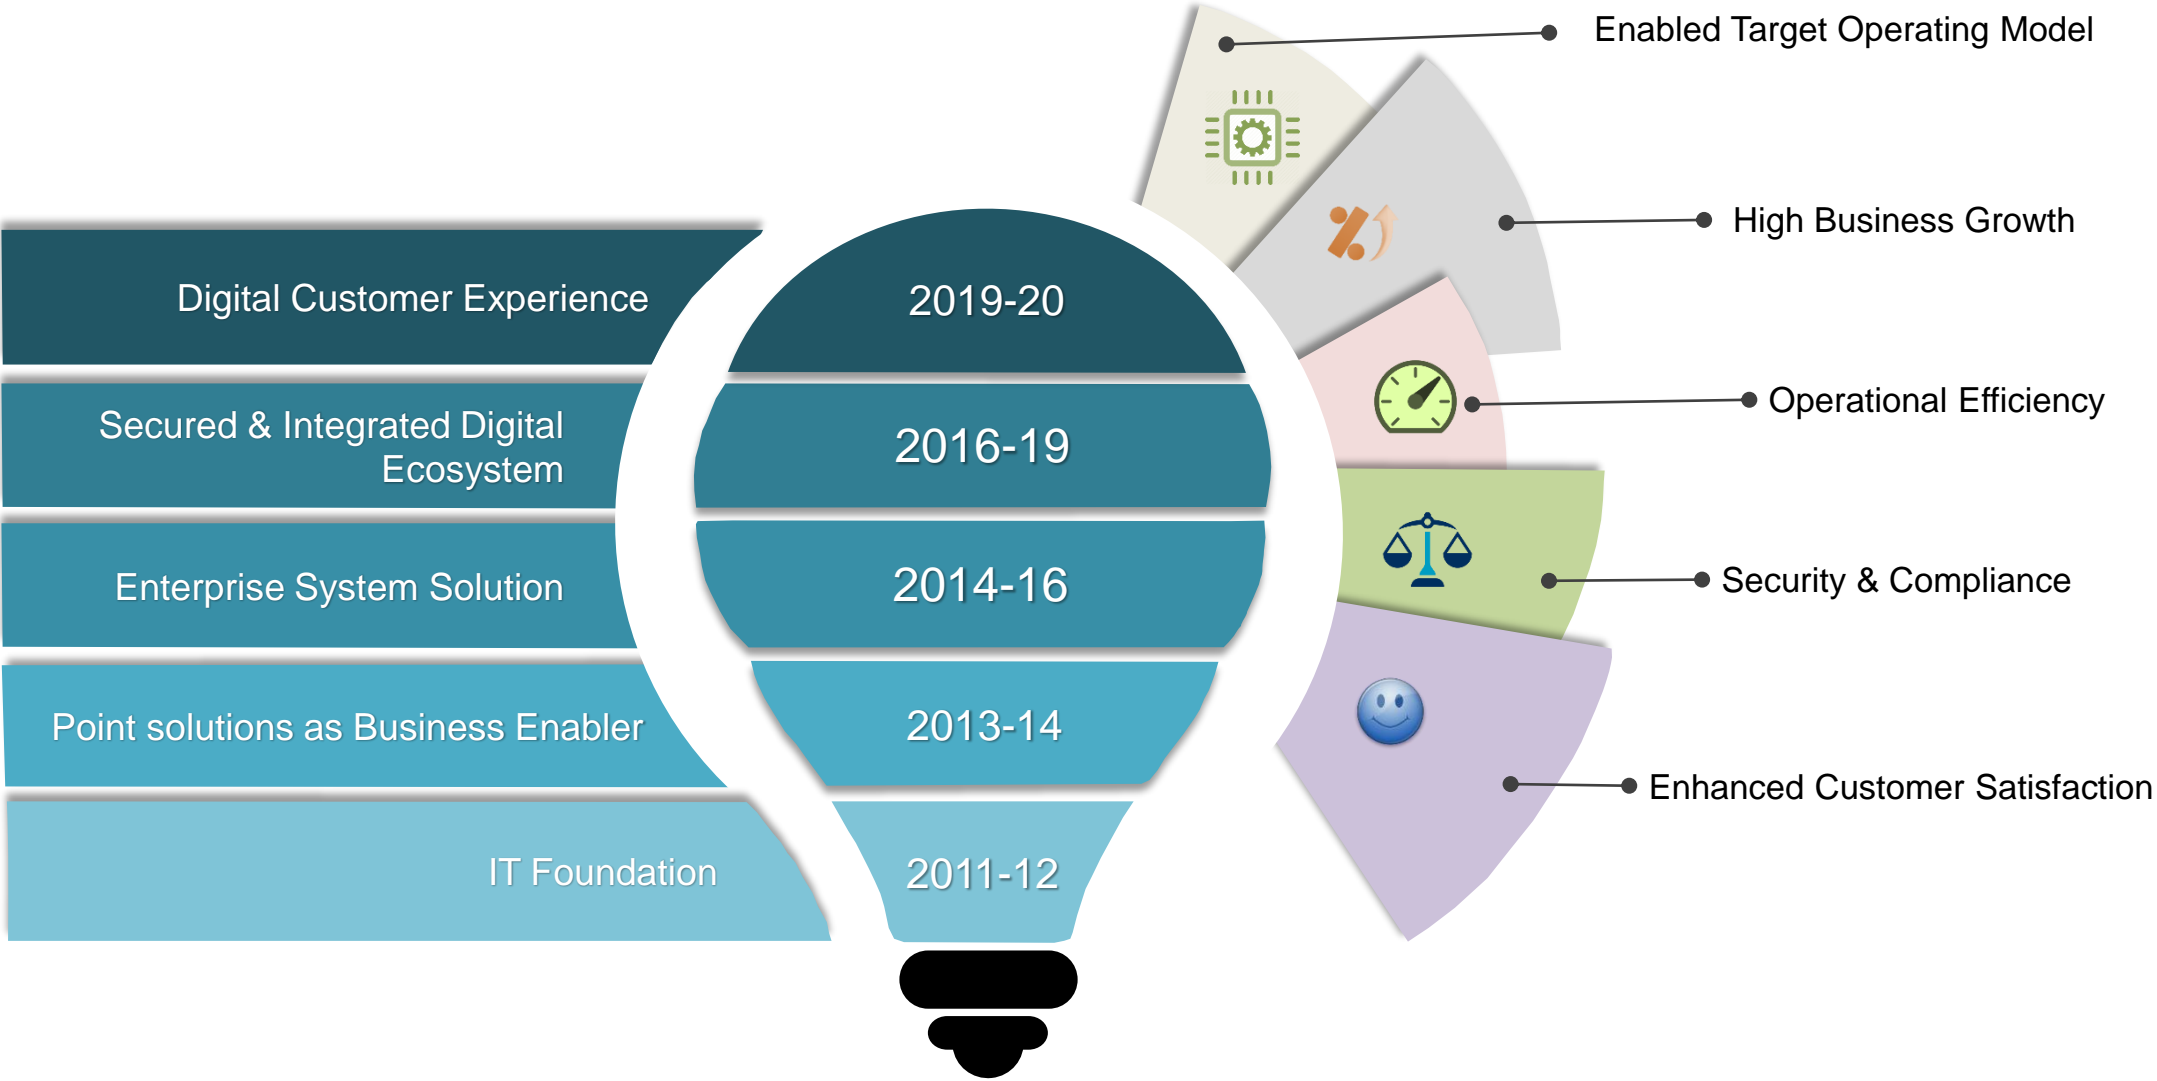 Digital Customer Experience
2019-20
Secured & Integrated Digital
Ecosystem
2016-19
Enterprise System Solution
2014-16
Point solutions as Business Enabler
2013-14
IT Foundation
2011-12
Enabled Target Operating Model
High Business Growth
Operational Efficiency
Security & Compliance
Enhanced Customer Satisfaction